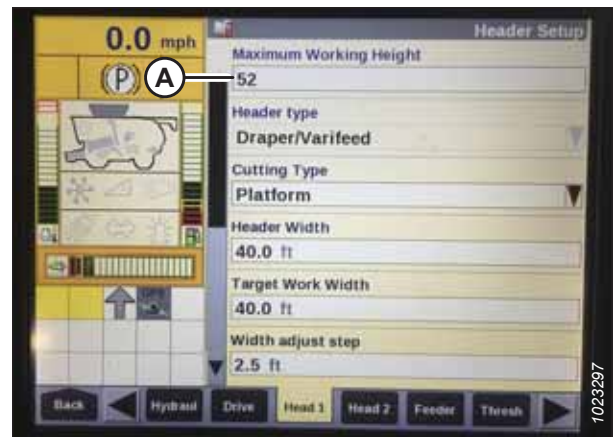 0.0 mph
Header Setup
(P)
A
Maximum Working Height
52
Header type
Draper/Varifeed
Cutting Type
Platform
Header Width
40.0 ft
Target Work Width
40.0 ft
Width adjust step
2.5 ft
Back
Hydraul
Drive
Head 1
Head 2
Feeder
Thresh
1023297